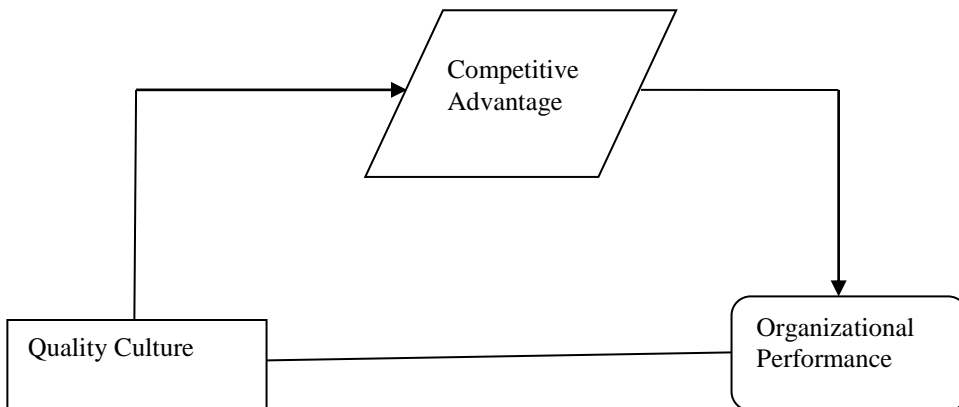 Competitive
Advantage
Quality Culture
Organizational
Performance